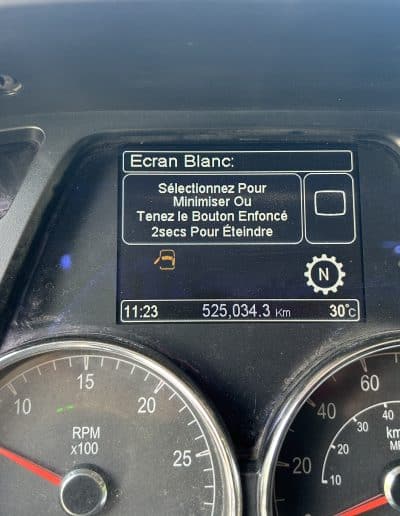 Ecran Blanc:
Sélectionnez Pour
Minimiser Ou
Tenez le Bouton Enfoncé
2secs Pour Éteindre
N
11:23 525,034.3 Km 30°C
10 15 20 25
RPM
x100
20 40 60
10 20 30 40